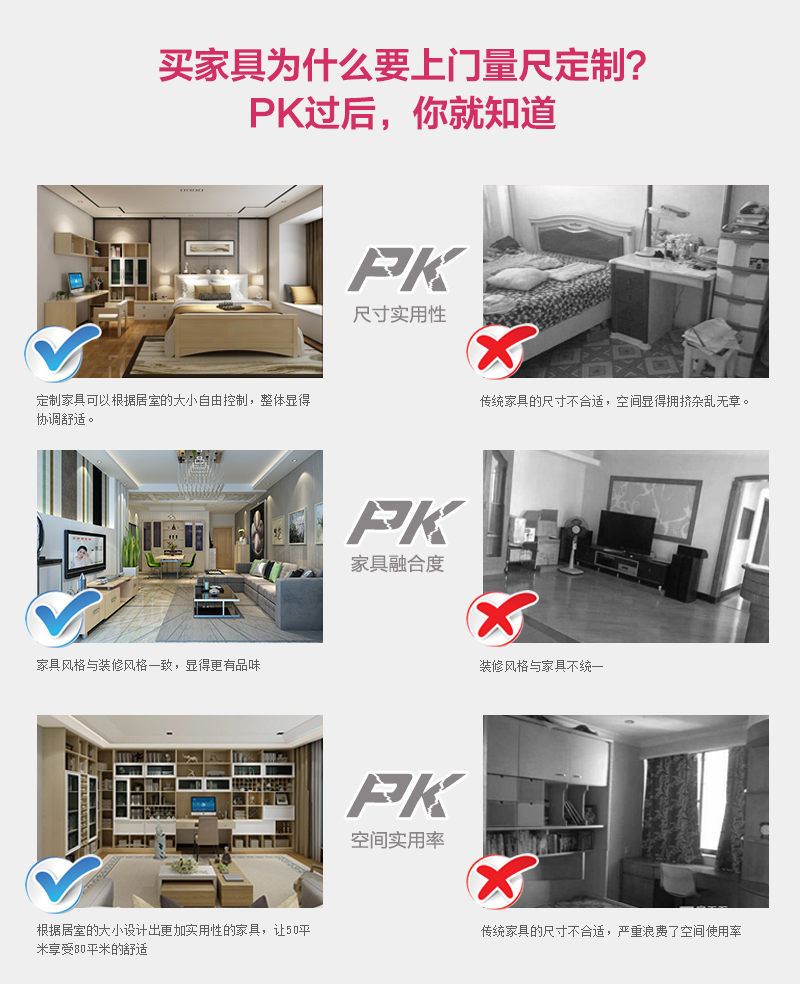 买家具为什么要上门量尺定制？
PK过后，你就知道
PK
尺寸实用性
定制家具可以根据居室的大小自由控制，整体显得
协调舒适。
传统家具的尺寸不合适，空间显得拥挤杂乱无章。
PK
家具融合度
家具风格与装修风格一致，显得更有品味
装修风格与家具不统一
PK
空间实用率
根据居室的大小设计出更加实用性的家具，让50平
米享受80平米的舒适
传统家具的尺寸不合适，严重浪费了空间使用率